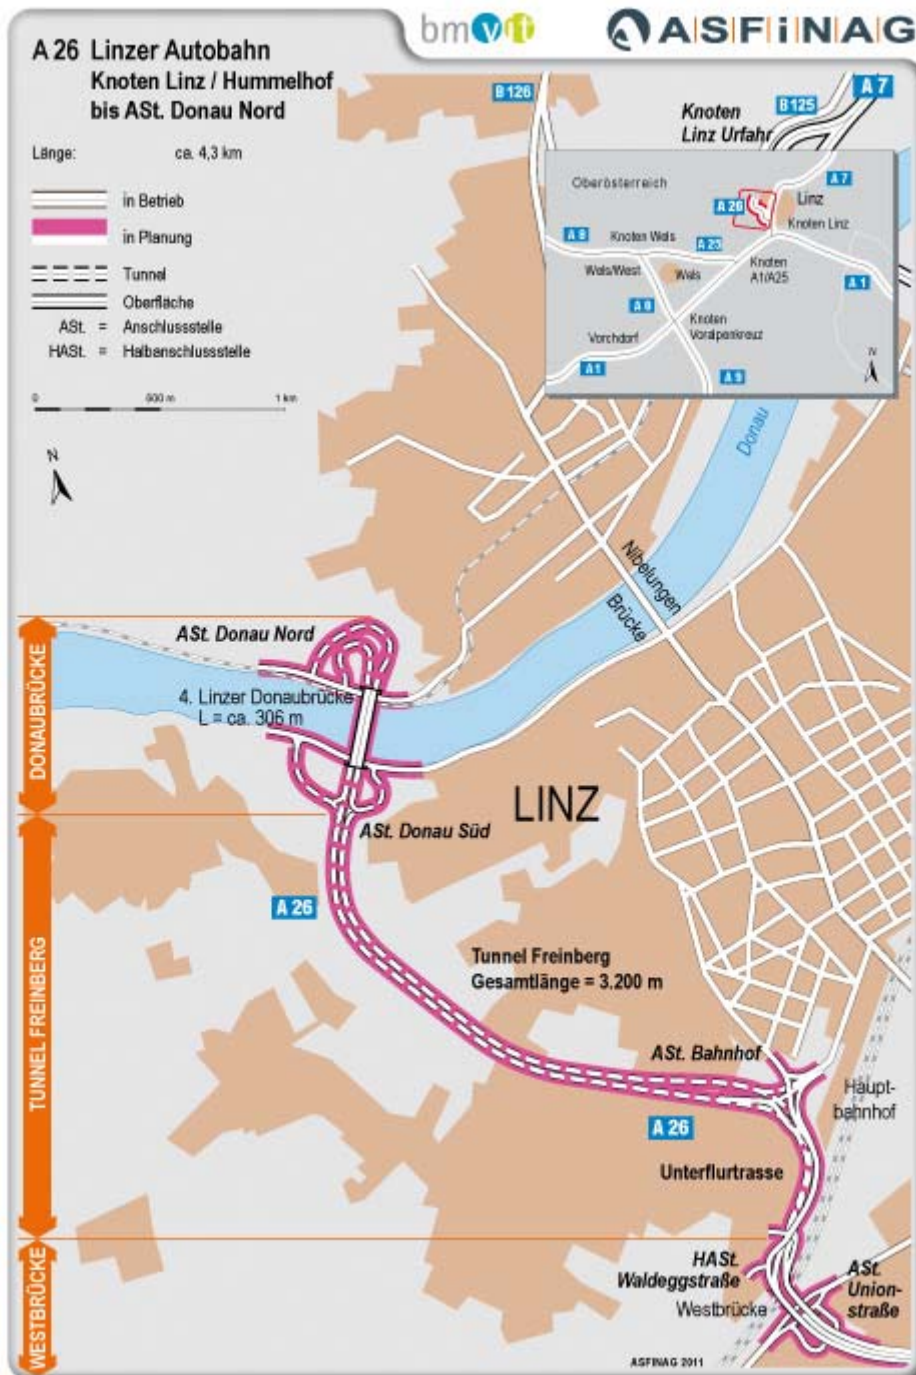 A 26 Linzer Autobahn
Knoten Linz / Hummelhof
bis ASt. Donau Nord
bmvit
ASFiNAG
Länge: ca. 4,3 km
in Betrieb
in Planung
Tunnel
Oberfläche
ASt. = Anschlussstelle
HASt. = Halbanschlussstelle
0 500 m 1 km
N
B 126
Knoten
Linz Urfahr
B 125
A 7
Oberösterreich
A 7
A 26
Linz
Knoten Linz
A 8
Knoten Wels
A 25
Wels/West
Wels
Knoten
A1/A25
A 1
A 8
Knoten
Voralpenkreuz
Vorchdorf
A 1
A 9
N
Donau
Nibelungen
Brücke
DONAUBRÜCKE
ASt. Donau Nord
4. Linzer Donaubrücke
L = ca. 306 m
LINZ
ASt. Donau Süd
A 26
TUNNEL FREINBERG
Tunnel Freinberg
Gesamtlänge = 3.200 m
ASt. Bahnhof
Haupt-
bahnhof
A 26
Unterflurtrasse
WESTBRÜCKE
HASt.
Waldeggstraße
Westbrücke
ASt.
Union-
straße
ASFINAG 2011